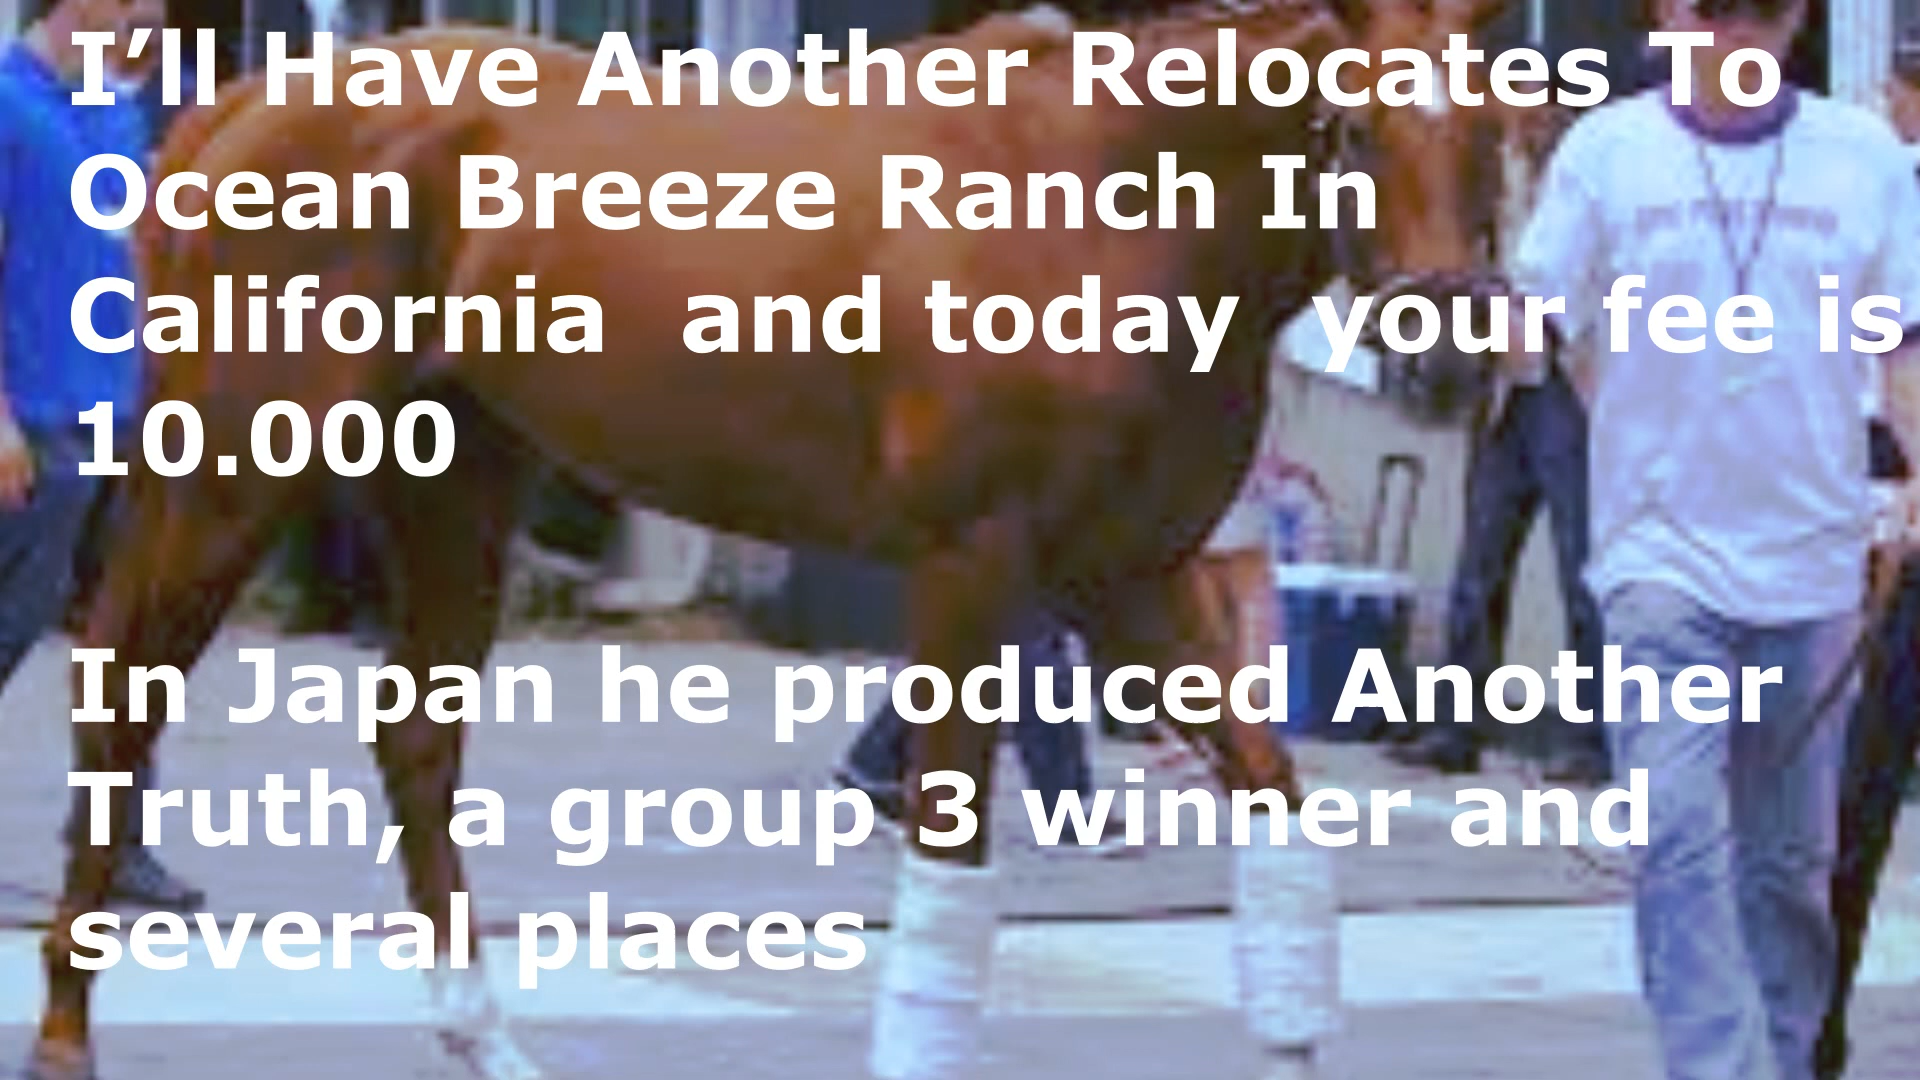 I’ll Have Another Relocates To
Ocean Breeze Ranch In
California  and today  your fee is
10.000
In Japan he produced Another
Truth, a group 3 winner and
several places